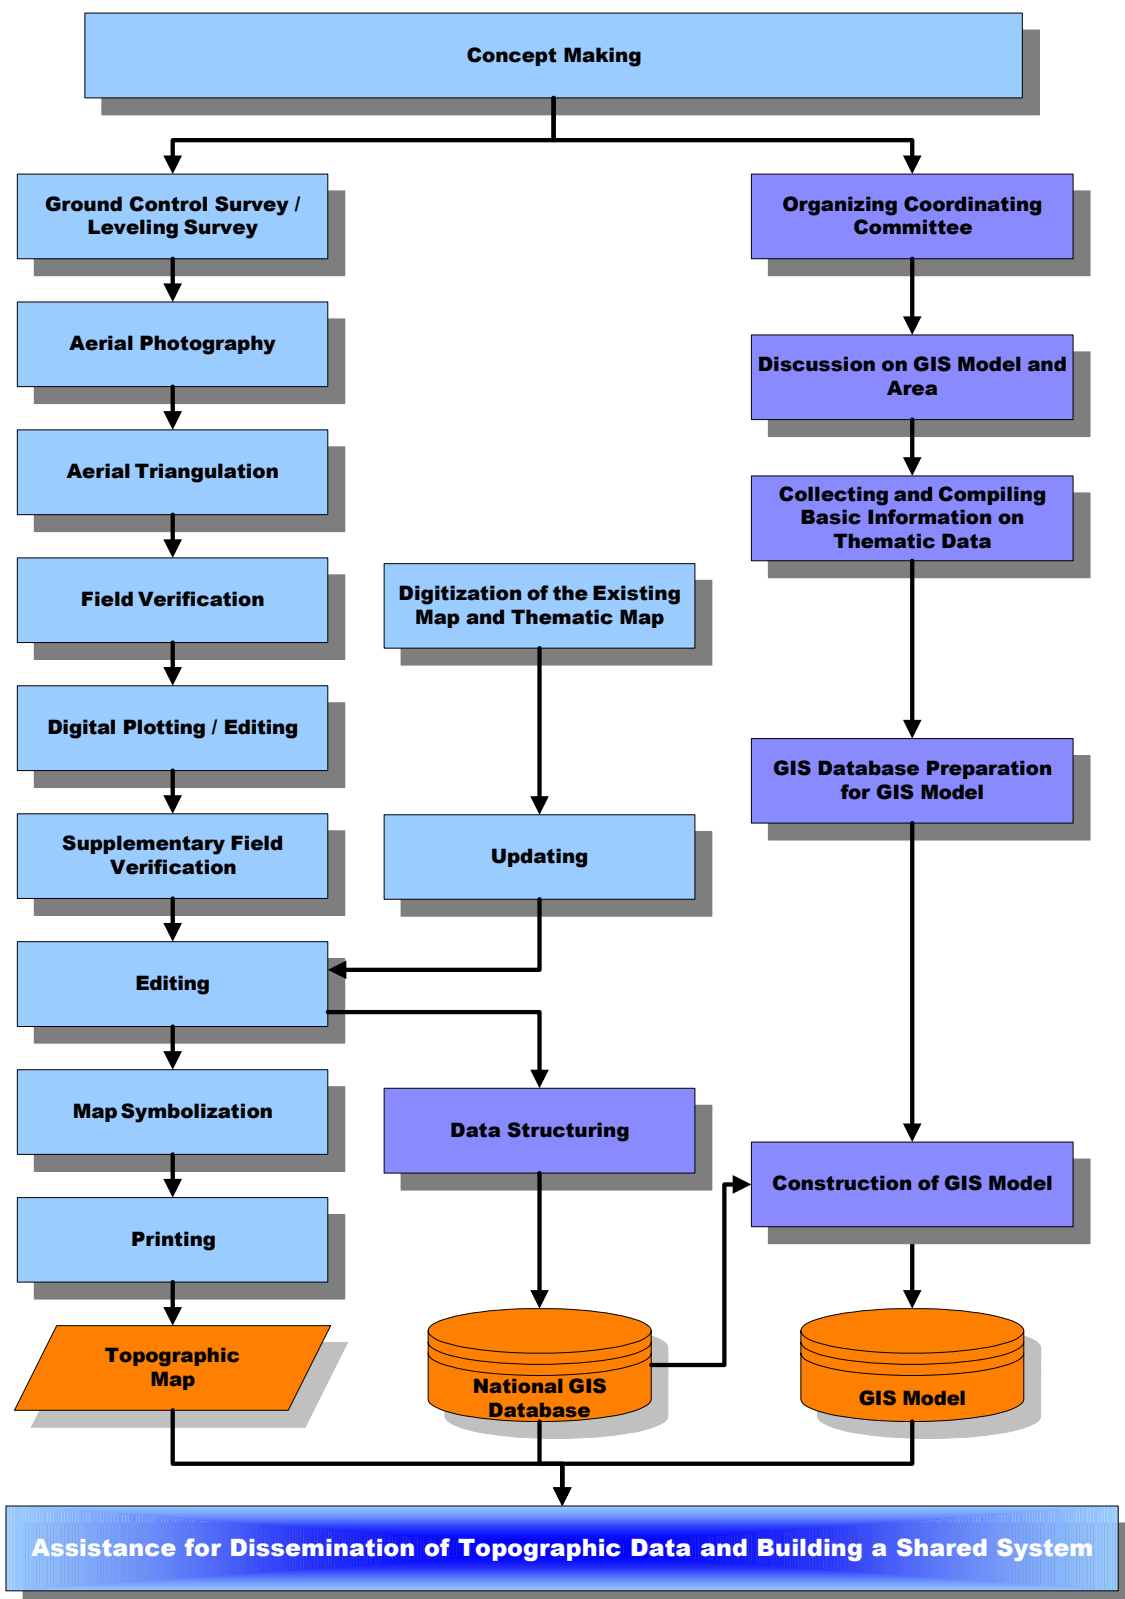 Concept Making
Ground Control Survey /
Leveling Survey
Organizing Coordinating
Committee
Aerial Photography
Discussion on GIS Model and
Area
Aerial Triangulation
Collecting and Compiling
Basic Information on
Thematic Data
Field Verification
Digitization of the Existing
Map and Thematic Map
Digital Plotting / Editing
GIS Database Preparation
for GIS Model
Supplementary Field
Verification
Updating
Editing
Map Symbolization
Data Structuring
Construction of GIS Model
Printing
Topographic
Map
National GIS
Database
GIS Model
Assistance for Dissemination of Topographic Data and Building a Shared System